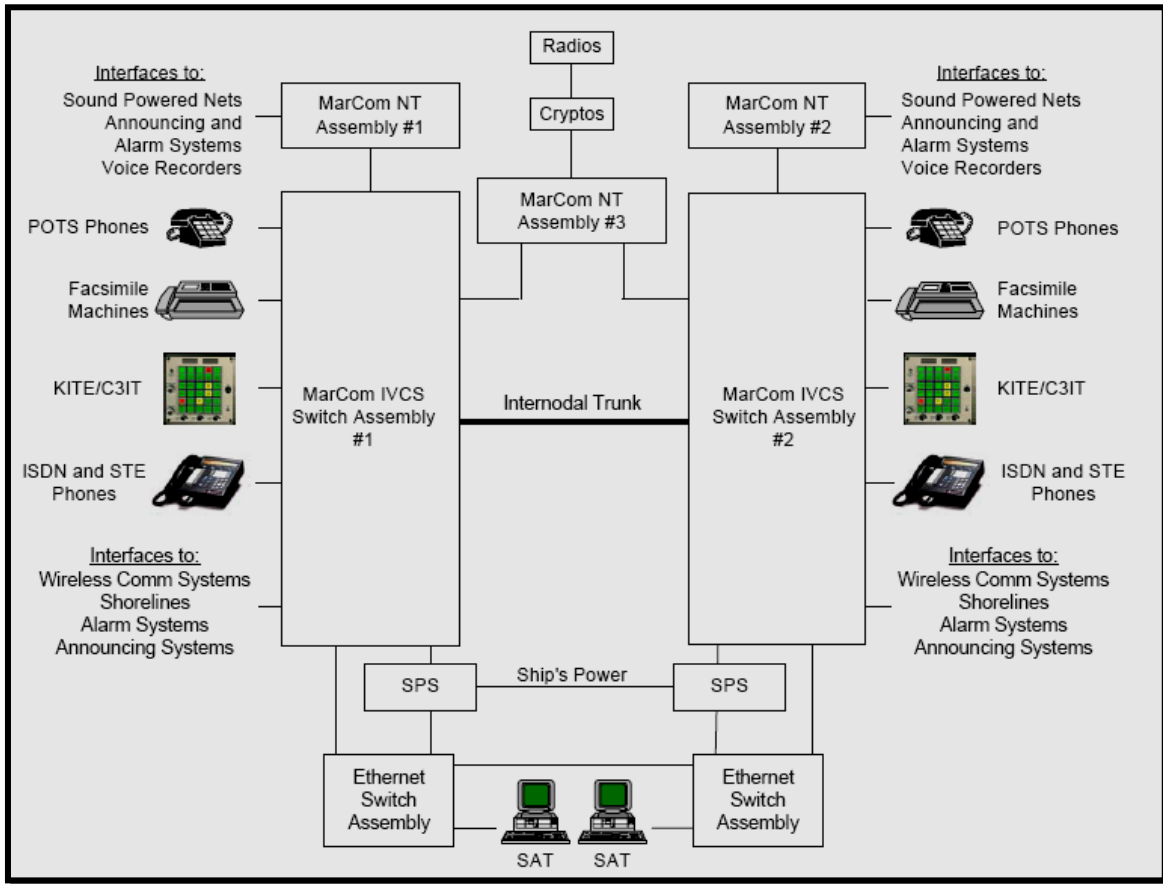 Radios
Cryptos
Interfaces to:
Sound Powered Nets
Announcing and
Alarm Systems
Voice Recorders
MarCom NT
Assembly #1
MarCom NT
Assembly #2
Interfaces to:
Sound Powered Nets
Announcing and
Alarm Systems
Voice Recorders
MarCom NT
Assembly #3
POTS Phones
POTS Phones
Facsimile
Machines
Facsimile
Machines
KITE/C3IT
MarCom IVCS
Switch Assembly
#1
Internodal Trunk
MarCom IVCS
Switch Assembly
#2
KITE/C3IT
ISDN and STE
Phones
ISDN and STE
Phones
Interfaces to:
Wireless Comm Systems
Shorelines
Alarm Systems
Announcing Systems
Interfaces to:
Wireless Comm Systems
Shorelines
Alarm Systems
Announcing Systems
SPS
Ship's Power
SPS
Ethernet
Switch
Assembly
SAT
SAT
Ethernet
Switch
Assembly